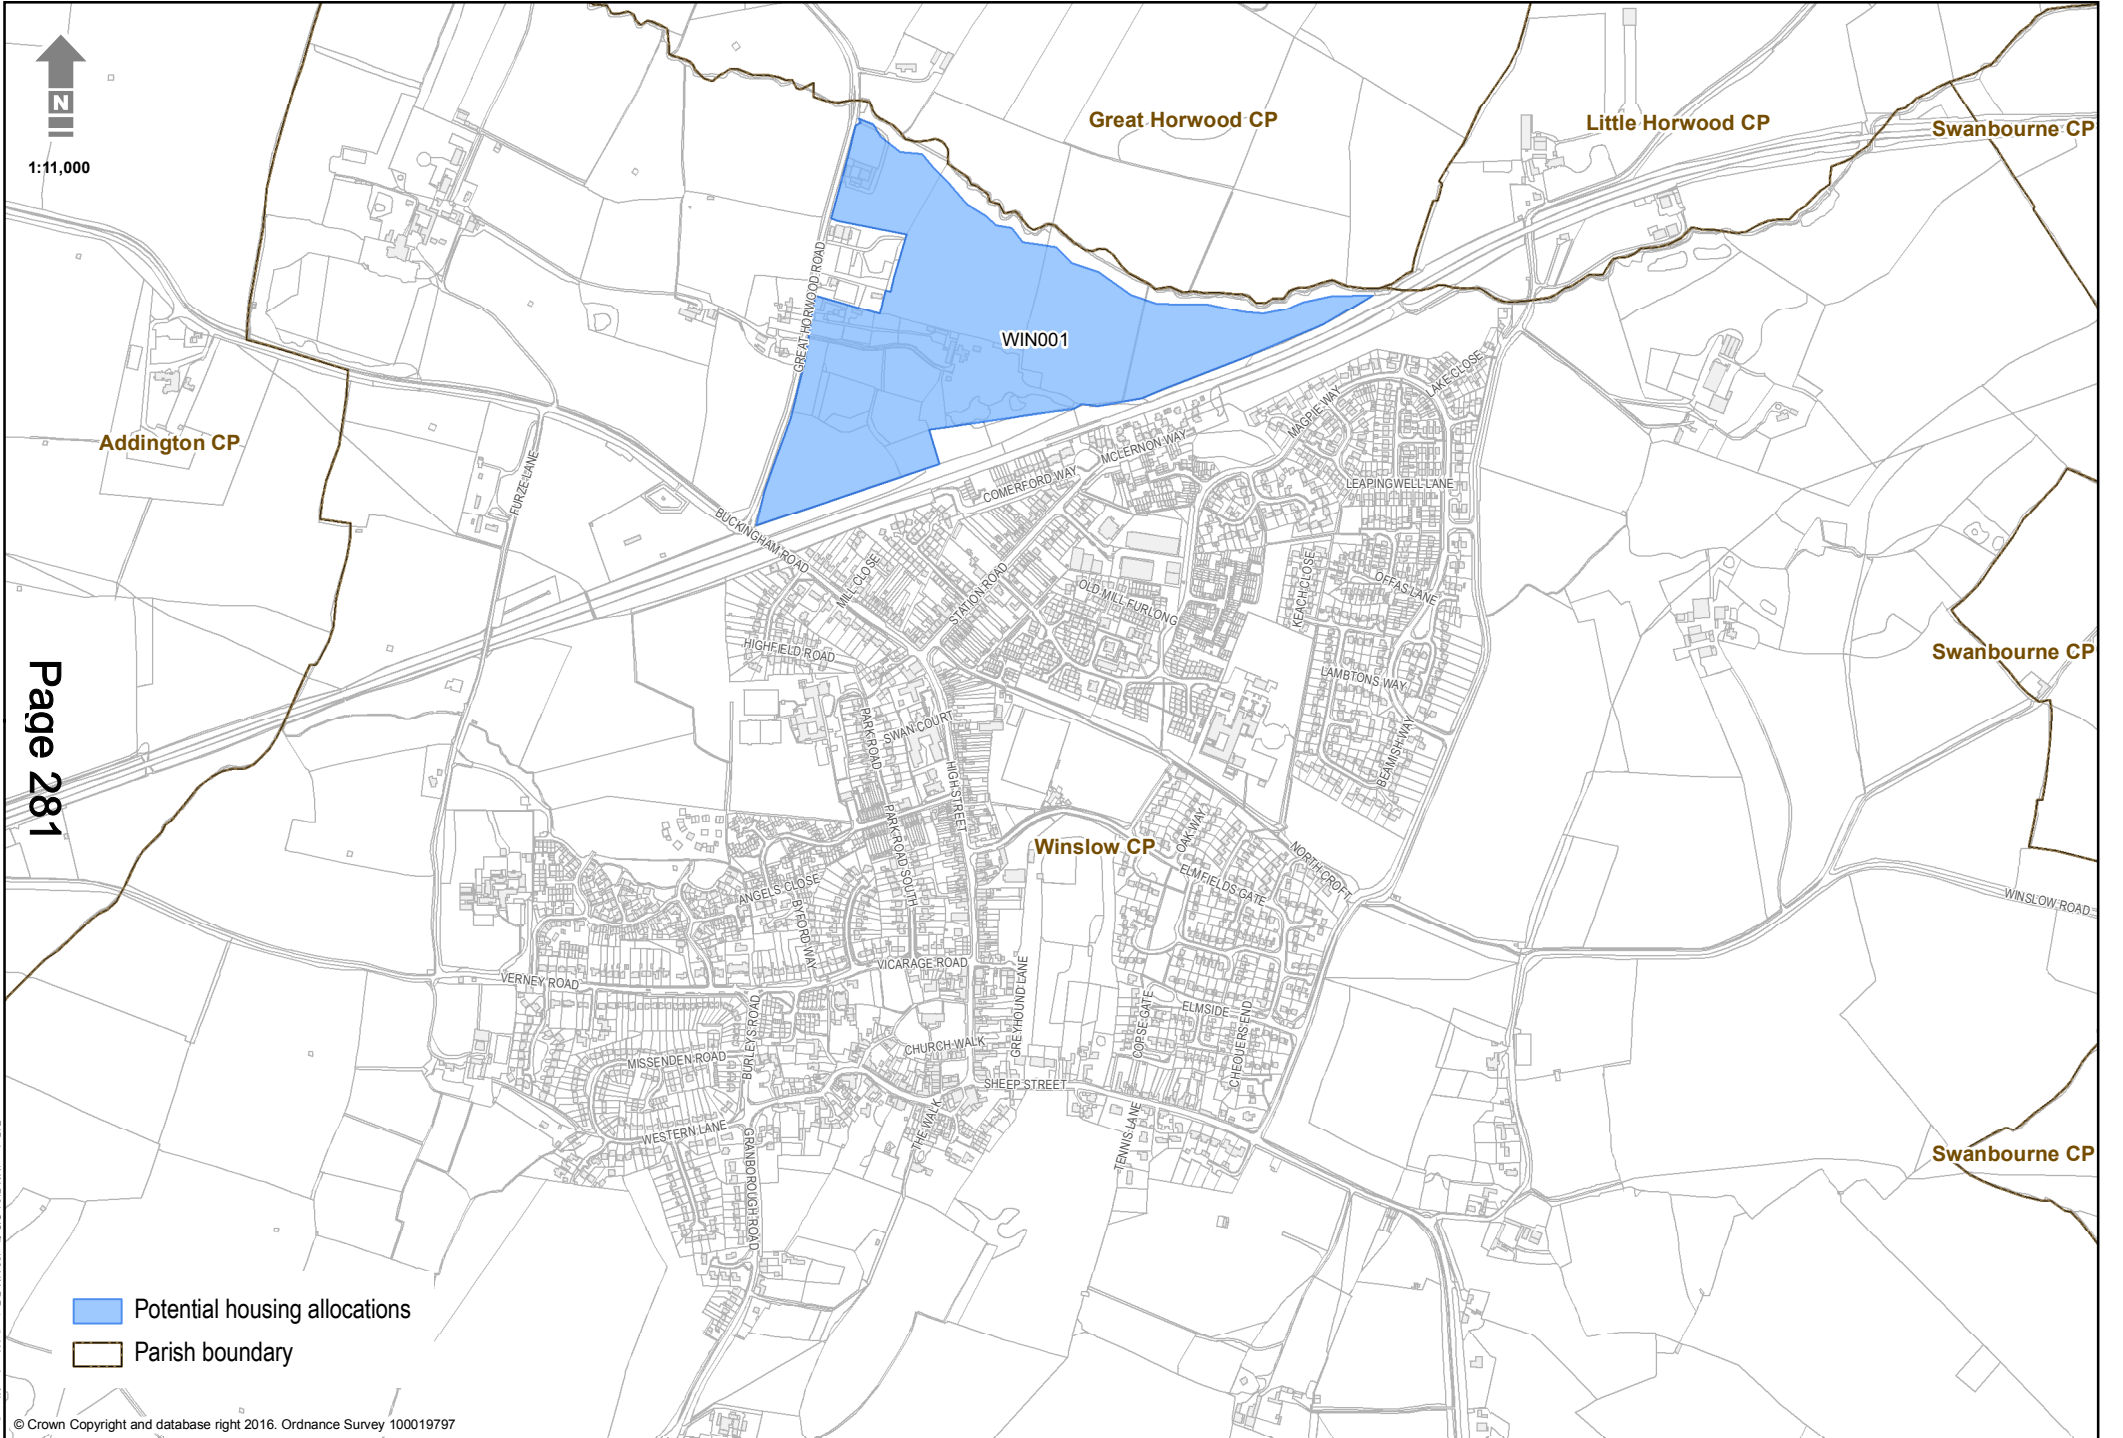 N
1:11,000
Great Horwood CP
Little Horwood CP
Swanbourne CP
GREAT HORWOOD ROAD
WIN001
LAKE CLOSE
MAGPIE WAY
Addington CP
MCLERNON WAY
FURZE LANE
COMERFORD WAY
LEAPINGWELL LANE
BUCKINGHAM ROAD
MILL CLOSE
STATION ROAD
OLD MILL FURLONG
KEACH CLOSE
OFFAS LANE
HIGHFIELD ROAD
Swanbourne CP
LAMBTONS WAY
PARK ROAD
SWAN COURT
BEAMISH WAY
Page 281
HIGH STREET
PARK ROAD SOUTH
Winslow CP
OAK WAY
NORTH CROFT
ELMFIELDS GATE
ANGELS CLOSE
BYFORD WAY
WINSLOW ROAD
VICARAGE ROAD
VERNEY ROAD
GREYHOUND LANE
COPSE GATE
ELMSIDE
CHEQUERS END
BURLEYS ROAD
CHURCH WALK
MISSENDEN ROAD
SHEEP STREET
THE WALK
TENNIS LANE
WESTERN LANE
GRANBOROUGH ROAD
Swanbourne CP
Potential housing allocations
Parish boundary
© Crown Copyright and database right 2016. Ordnance Survey 100019797